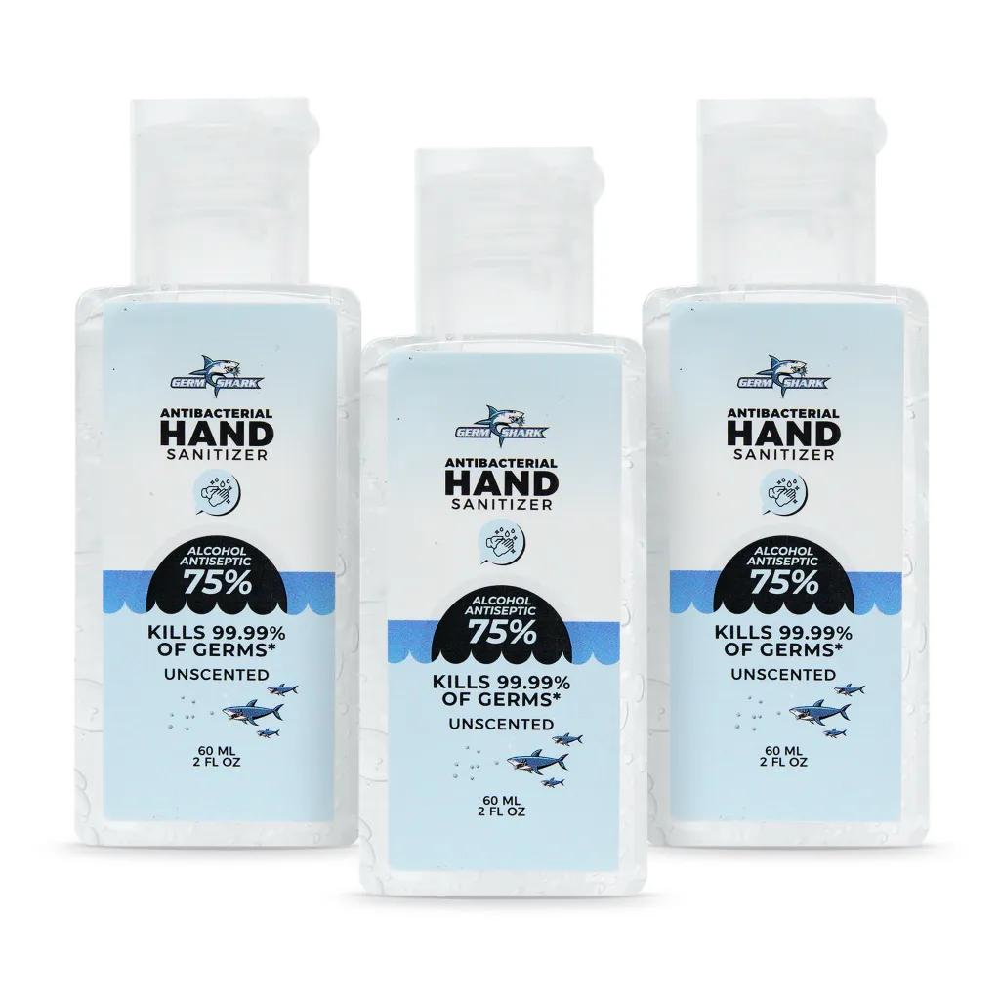 GERM SHARK
ANTIBACTERIAL
HAND
SANITIZER
ALCOHOL
ANTISEPTIC
75%
KILLS 99.99%
OF GERMS*
UNSCENTED
60 ML
2 FL OZ
GERM SHARK
ANTIBACTERIAL
HAND
SANITIZER
ALCOHOL
ANTISEPTIC
75%
KILLS 99.99%
OF GERMS*
UNSCENTED
60 ML
2 FL OZ
GERM SHARK
ANTIBACTERIAL
HAND
SANITIZER
ALCOHOL
ANTISEPTIC
75%
KILLS 99.99%
OF GERMS*
UNSCENTED
60 ML
2 FL OZ